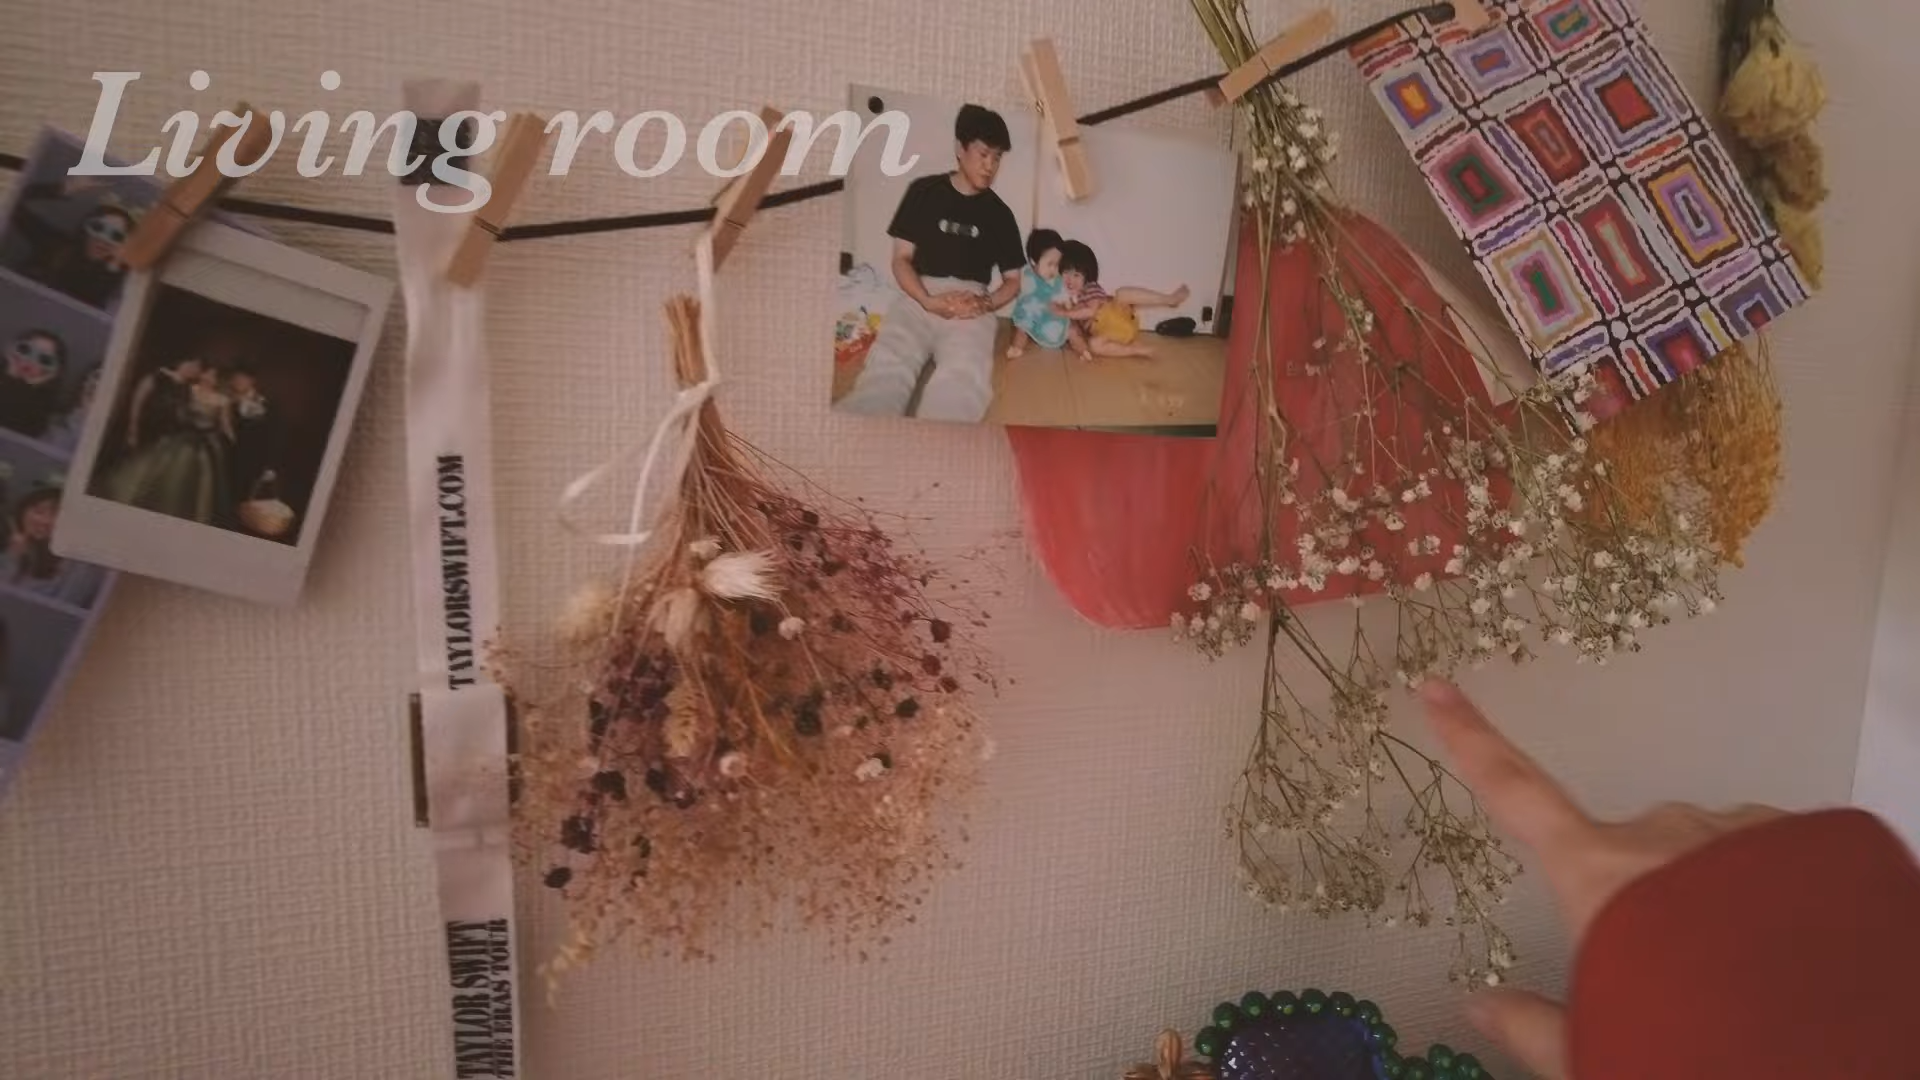 Living room
TAYLORSWIFT.COM
TAYLOR SWIFT
THE ERAS TOUR